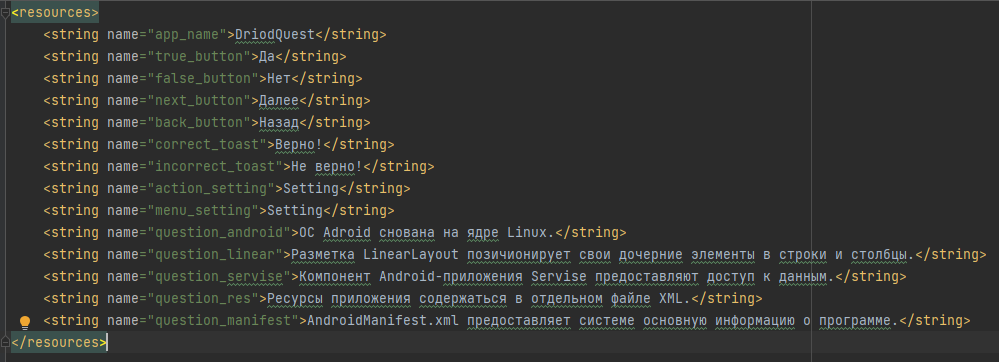 <resources>
<string name="app_name">DriodQuest</string>
<string name="true_button">Да</string>
<string name="false_button">Нет</string>
<string name="next_button">Далее</string>
<string name="back_button">Назад</string>
<string name="correct_toast">Верно!</string>
<string name="incorrect_toast">Не верно!</string>
<string name="action_setting">Setting</string>
<string name="menu_setting">Setting</string>
<string name="question_android">ОС Adroid снована на ядре Linux.</string>
<string name="question_linear">Разметка LinearLayout позичионирует свои дочерние элементы в строки и столбцы.</string>
<string name="question_servise">Компонент Android-приложения Servise предоставляют доступ к данным.</string>
<string name="question_res">Ресурсы приложения содержаться в отдельном файле XML.</string>
<string name="question_manifest">AndroidManifest.xml предоставляет системе основную информацию о программе.</string>
</resources>